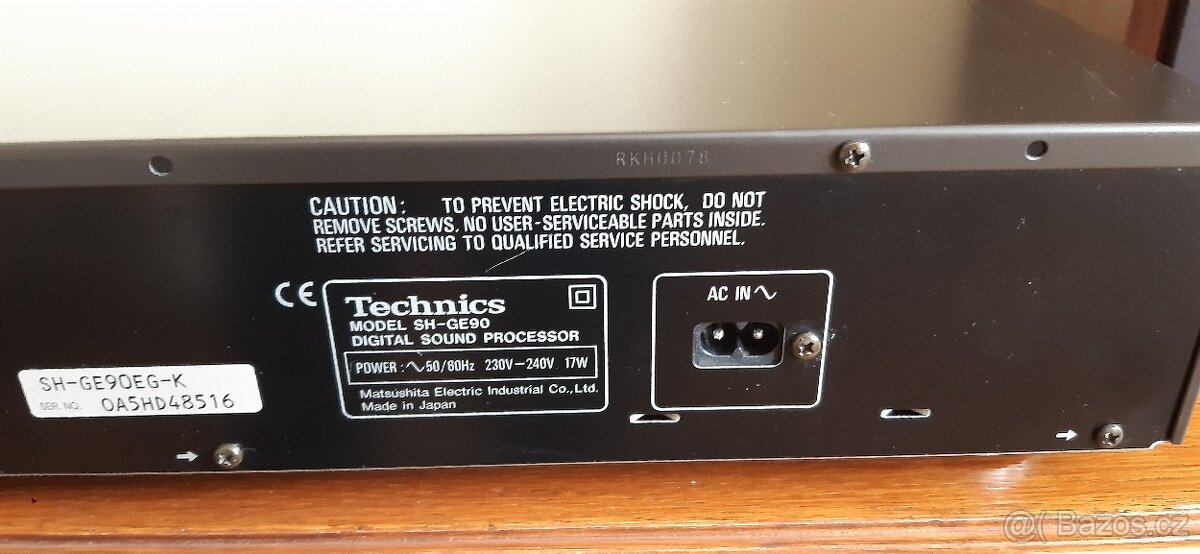 RKH0078
CAUTION: TO PREVENT ELECTRIC SHOCK, DO NOT
REMOVE SCREWS. NO USER-SERVICEABLE PARTS INSIDE.
REFER SERVICING TO QUALIFIED SERVICE PERSONNEL.
CE
Technics
MODEL SH-GE90
DIGITAL SOUND PROCESSOR
POWER: ∿50/60Hz 230V-240V 17W
Matsushita Electric Industrial Co., Ltd.
Made in Japan
AC IN∿
SH-GE90EG-K
SER. NO. OA5HD48516
@( Bazos.cz